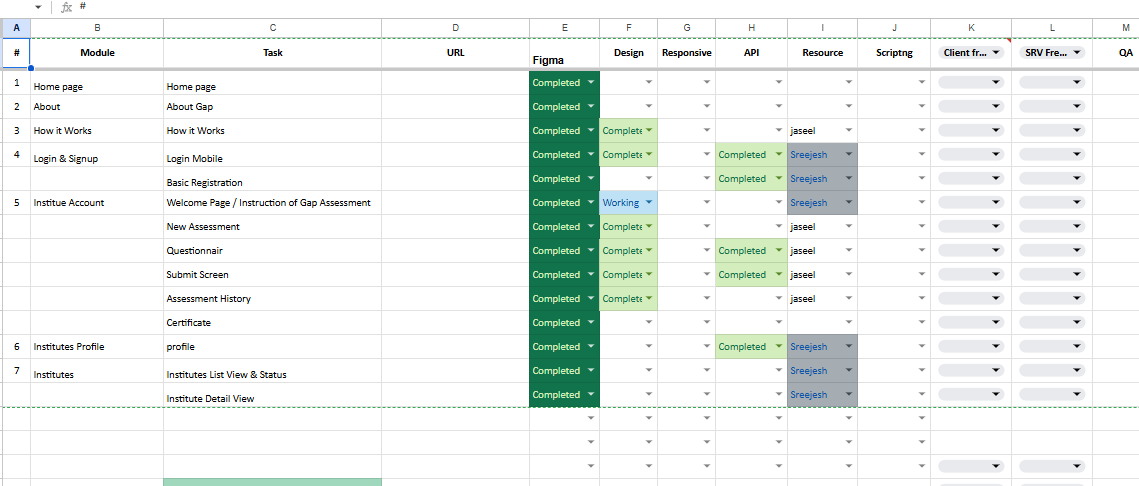 fx #
A B C D E F G H I J K L M
# Module Task URL Figma Design Responsive API Resource Scriptng Client fr... SRV Fre... QA
1 Home page Home page Completed
2 About About Gap Completed
3 How it Works How it Works Completed Complete jaseel
4 Login & Signup Login Mobile Completed Complete Completed Sreejesh
Basic Registration Completed Completed Sreejesh
5 Institue Account Welcome Page / Instruction of Gap Assessment Completed Working Sreejesh
New Assessment Completed Complete jaseel
Questionnair Completed Complete Completed jaseel
Submit Screen Completed Complete Completed jaseel
Assessment History Completed Complete jaseel
Certificate Completed
6 Institutes Profile profile Completed Completed Sreejesh
7 Institutes Institutes List View & Status Completed Sreejesh
Institute Detail View Completed Sreejesh